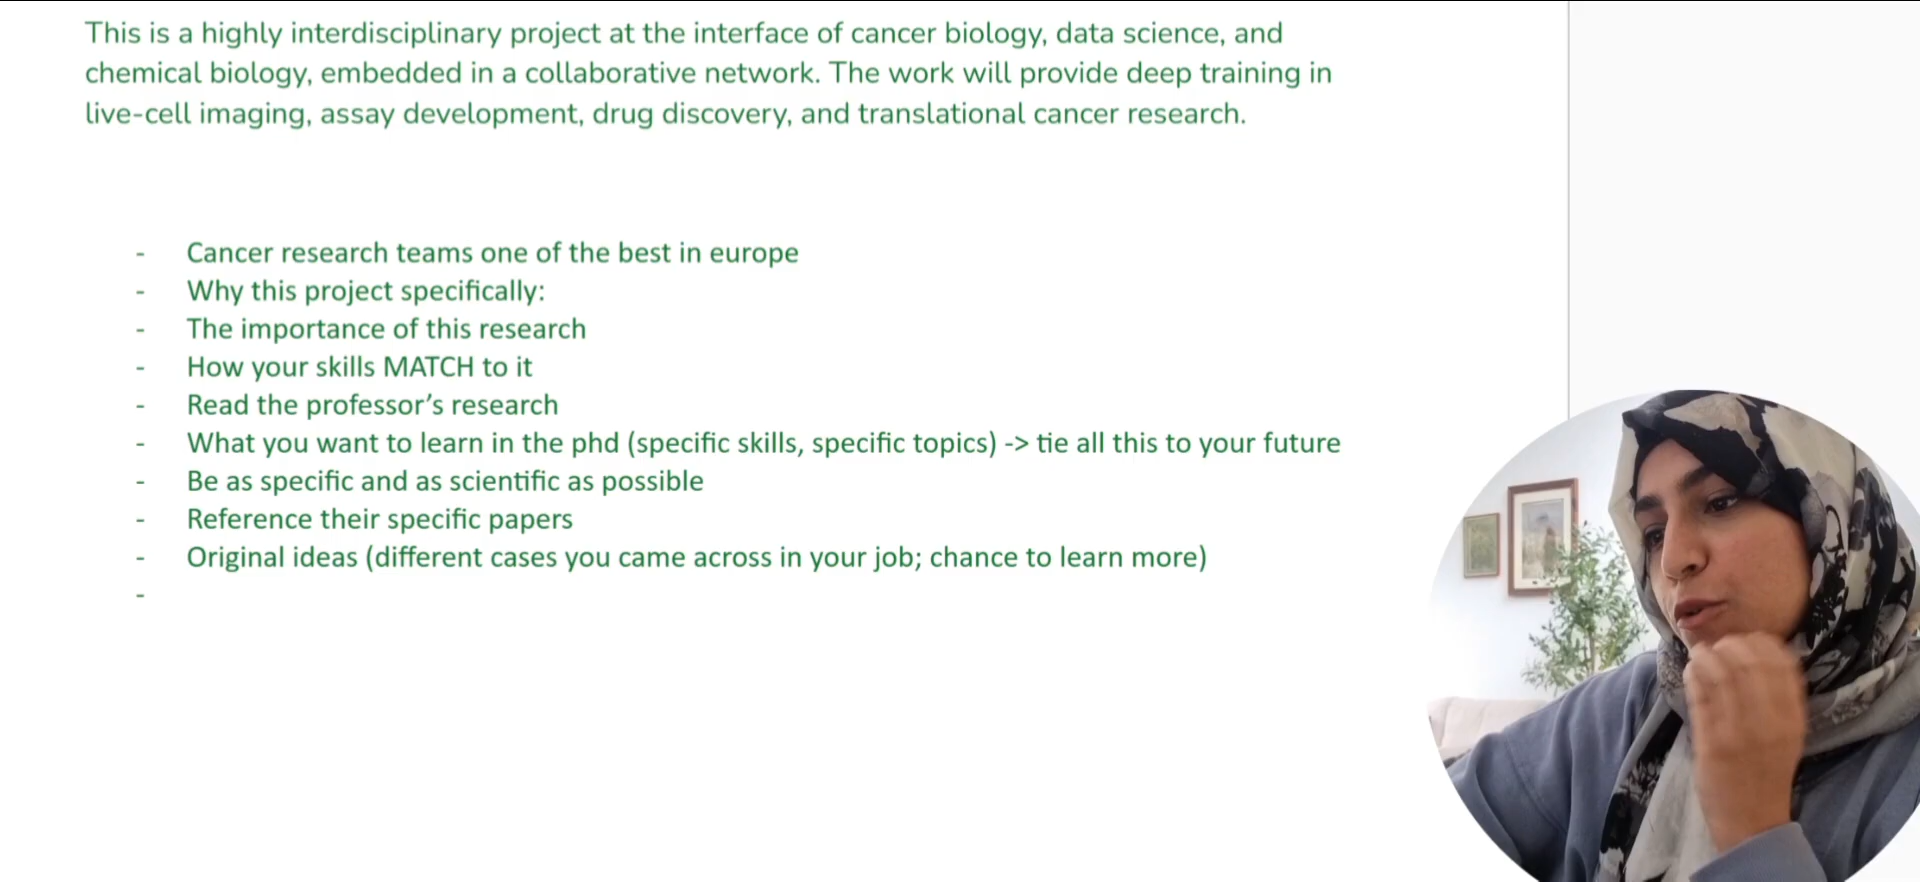 This is a highly interdisciplinary project at the interface of cancer biology, data science, and
chemical biology, embedded in a collaborative network. The work will provide deep training in
live-cell imaging, assay development, drug discovery, and translational cancer research.
- Cancer research teams one of the best in europe
- Why this project specifically:
- The importance of this research
- How your skills MATCH to it
- Read the professor’s research
- What you want to learn in the phd (specific skills, specific topics) -> tie all this to your future
- Be as specific and as scientific as possible
- Reference their specific papers
- Original ideas (different cases you came across in your job; chance to learn more)
-